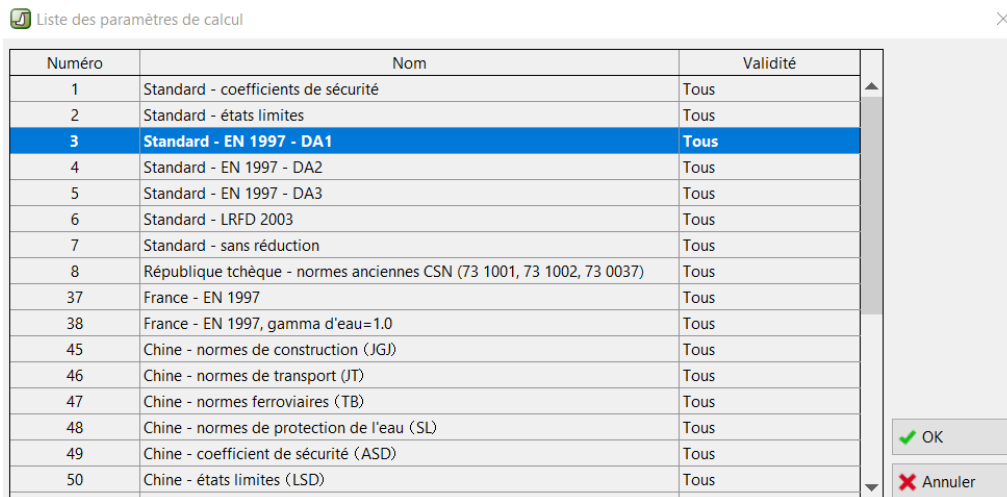 Liste des paramètres de calcul
Numéro Nom Validité
1 Standard - coefficients de sécurité Tous
2 Standard - états limites Tous
3 Standard - EN 1997 - DA1 Tous
4 Standard - EN 1997 - DA2 Tous
5 Standard - EN 1997 - DA3 Tous
6 Standard - LRFD 2003 Tous
7 Standard - sans réduction Tous
8 République tchèque - normes anciennes CSN (73 1001, 73 1002, 73 0037) Tous
37 France - EN 1997 Tous
38 France - EN 1997, gamma d'eau=1.0 Tous
45 Chine - normes de construction（JGJ) Tous
46 Chine - normes de transport (JT) Tous
47 Chine - normes ferroviaires（TB) Tous
48 Chine - normes de protection de l'eau（SL) Tous
49 Chine - coefficient de sécurité（ASD) Tous
50 Chine - états limites（LSD) Tous
OK
Annuler